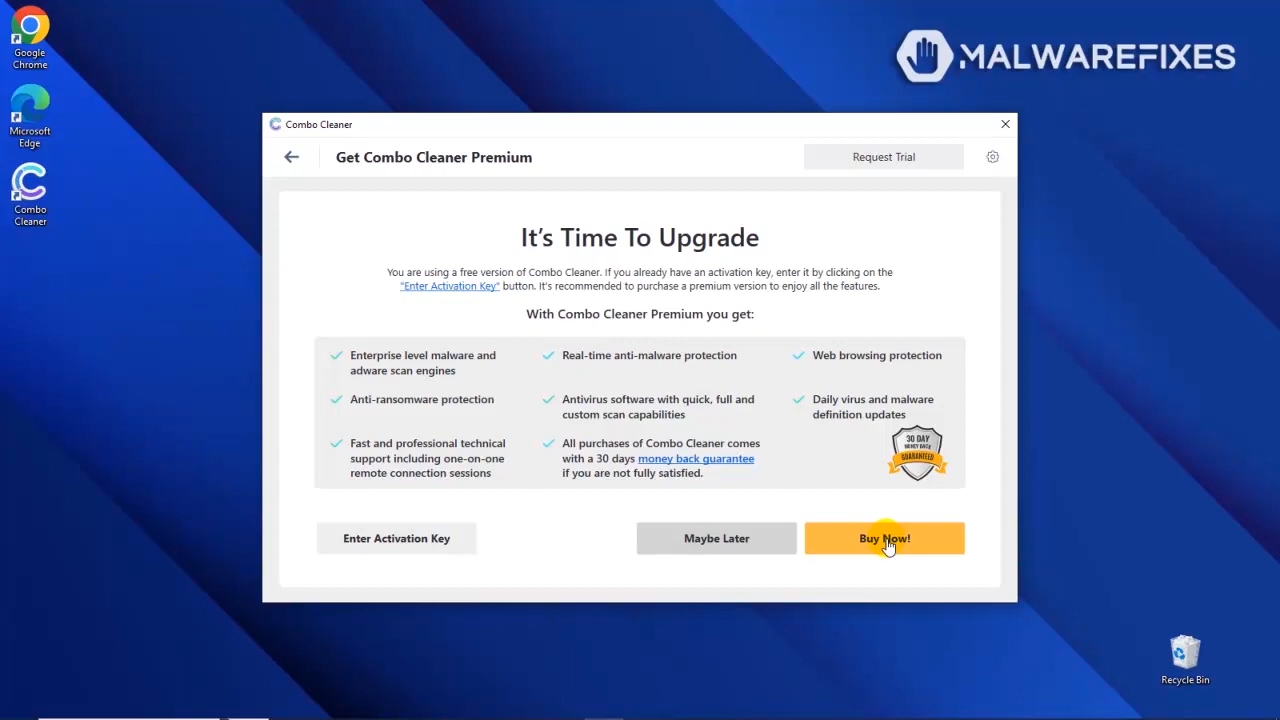 Google
Chrome
MALWAREFIXES
Microsoft
Edge
Combo
Cleaner
Combo Cleaner
Get Combo Cleaner Premium
Request Trial
It's Time To Upgrade
You are using a free version of Combo Cleaner. If you already have an activation key, enter it by clicking on the
"Enter Activation Key" button. It's recommended to purchase a premium version to enjoy all the features.
With Combo Cleaner Premium you get:
Enterprise level malware and
adware scan engines
Real-time anti-malware protection
Web browsing protection
Anti-ransomware protection
Antivirus software with quick, full and
custom scan capabilities
Daily virus and malware
definition updates
Fast and professional technical
support including one-on-one
remote connection sessions
All purchases of Combo Cleaner comes
with a 30 days money back guarantee
if you are not fully satisfied.
30 DAY
MONEY BACK
GUARANTEED
Enter Activation Key
Maybe Later
Buy Now!
Recycle Bin